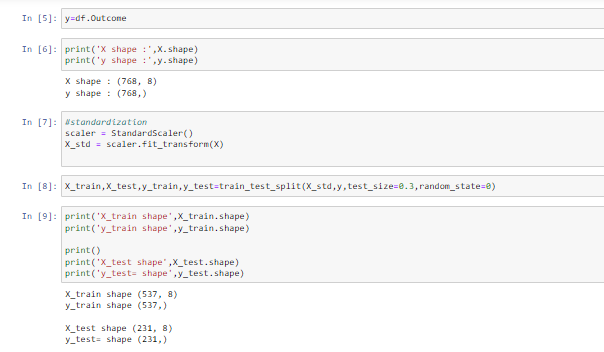 In [5]: y=df.Outcome
In [6]: print('X shape :',X.shape)
print('y shape :',y.shape)
X shape : (768, 8)
y shape : (768,)
In [7]: #standardization
scaler = StandardScaler()
X_std = scaler.fit_transform(X)
In [8]: X_train,X_test,y_train,y_test=train_test_split(X_std,y,test_size=0.3,random_state=0)
In [9]: print('X_train shape',X_train.shape)
print('y_train shape',y_train.shape)
print()
print('X_test shape',X_test.shape)
print('y_test= shape',y_test.shape)
X_train shape (537, 8)
y_train shape (537,)
X_test shape (231, 8)
y_test= shape (231,)